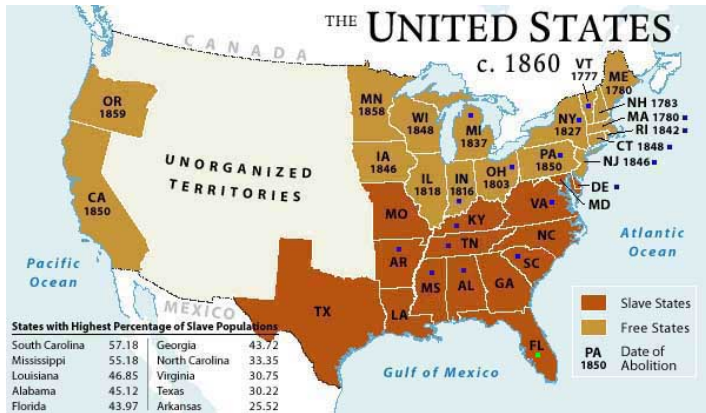 THE UNITED STATES
c. 1860
CANADA
OR
1859
CA
1850
UNORGANIZED
TERRITORIES
MN
1858
WI
1848
MI
1837
IA
1846
IL
1818
IN
1816
OH
1803
PA
1850
NY
1827
VT
1777
ME
1780
NH 1783
MA 1780
RI 1842
CT 1848
NJ 1846
DE
MD
VA
MO
KY
TN
NC
SC
AR
MS
AL
GA
LA
TX
FL
Pacific
Ocean
Atlantic
Ocean
MEXICO
Gulf of Mexico
Slave States
Free States
PA
1850
Date of
Abolition
States with Highest Percentage of Slave Populations
South Carolina 57.18 Georgia 43.72
Mississippi 55.18 North Carolina 33.35
Louisiana 46.85 Virginia 30.75
Alabama 45.12 Texas 30.22
Florida 43.97 Arkansas 25.52